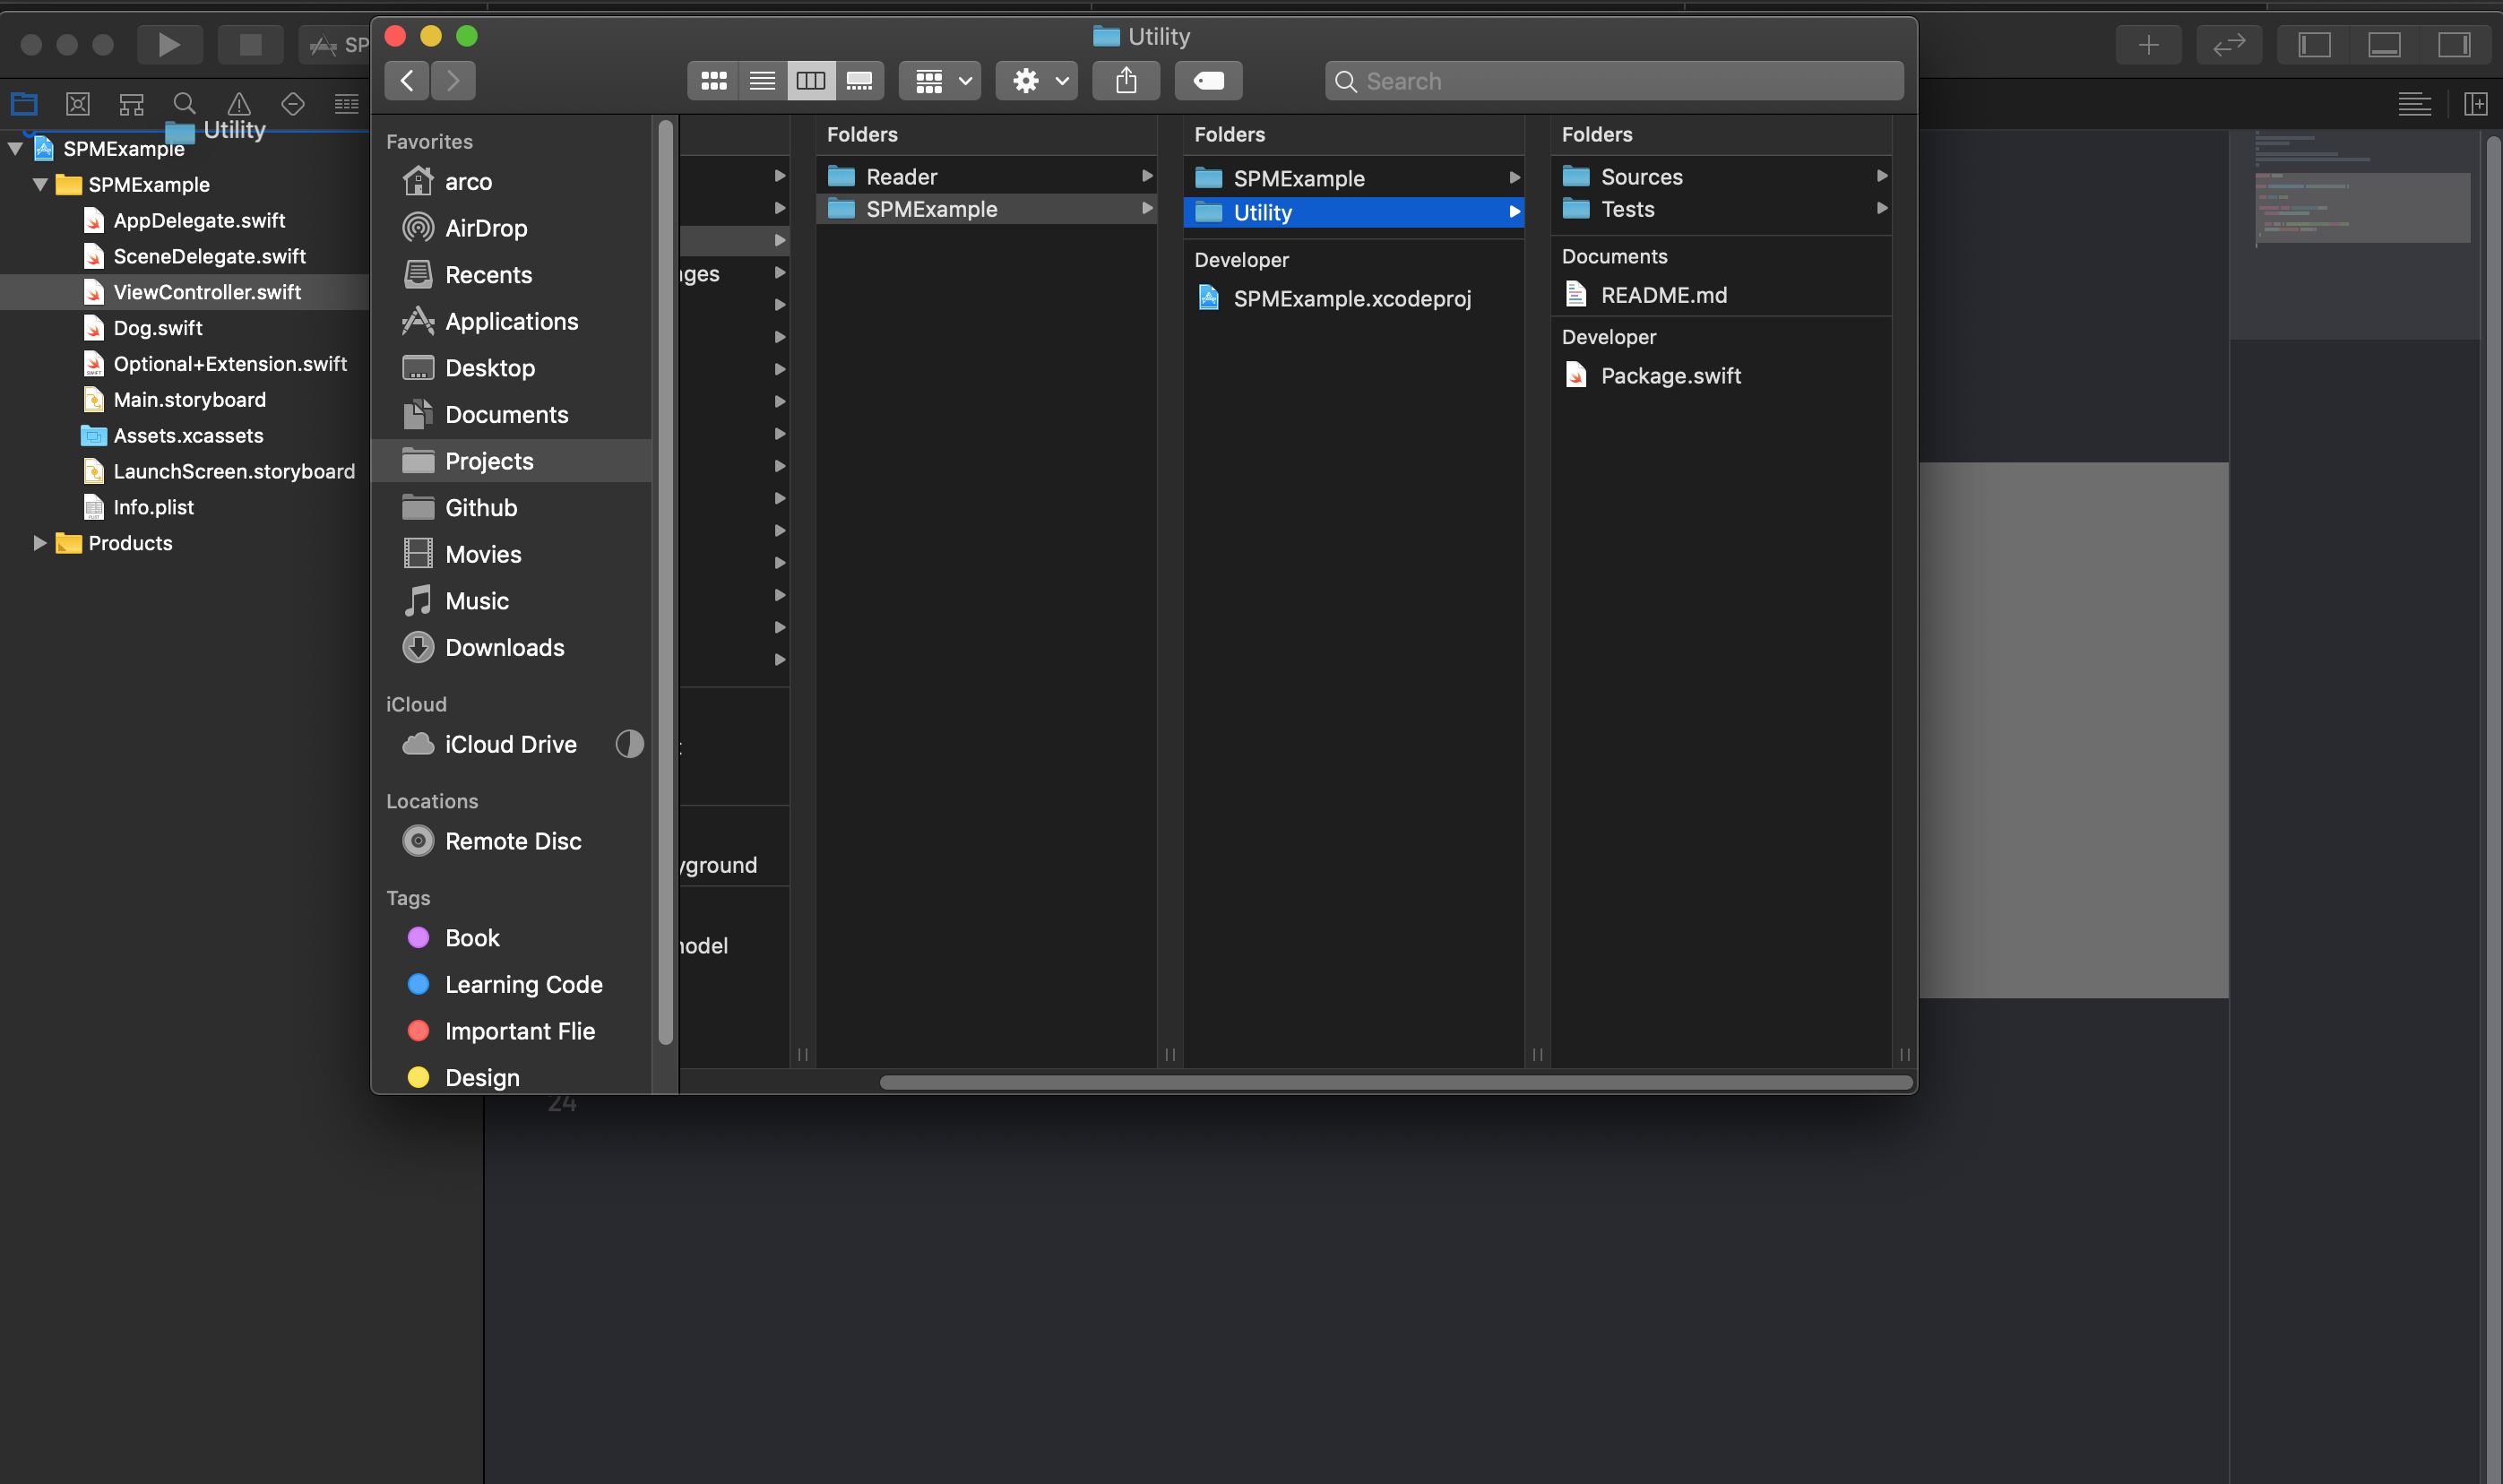 SP
Utility
Search
Utility
SPMExample
SPMExample
AppDelegate.swift
SceneDelegate.swift
ViewController.swift
Dog.swift
Optional+Extension.swift
Main.storyboard
Assets.xcassets
LaunchScreen.storyboard
Info.plist
Products
Favorites
arco
AirDrop
Recents
Applications
Desktop
Documents
Projects
Github
Movies
Music
Downloads
iCloud
iCloud Drive
Locations
Remote Disc
Tags
Book
Learning Code
Important Flie
Design
ages
yground
model
Folders
Reader
SPMExample
Folders
SPMExample
Utility
Developer
SPMExample.xcodeproj
Folders
Sources
Tests
Documents
README.md
Developer
Package.swift
24